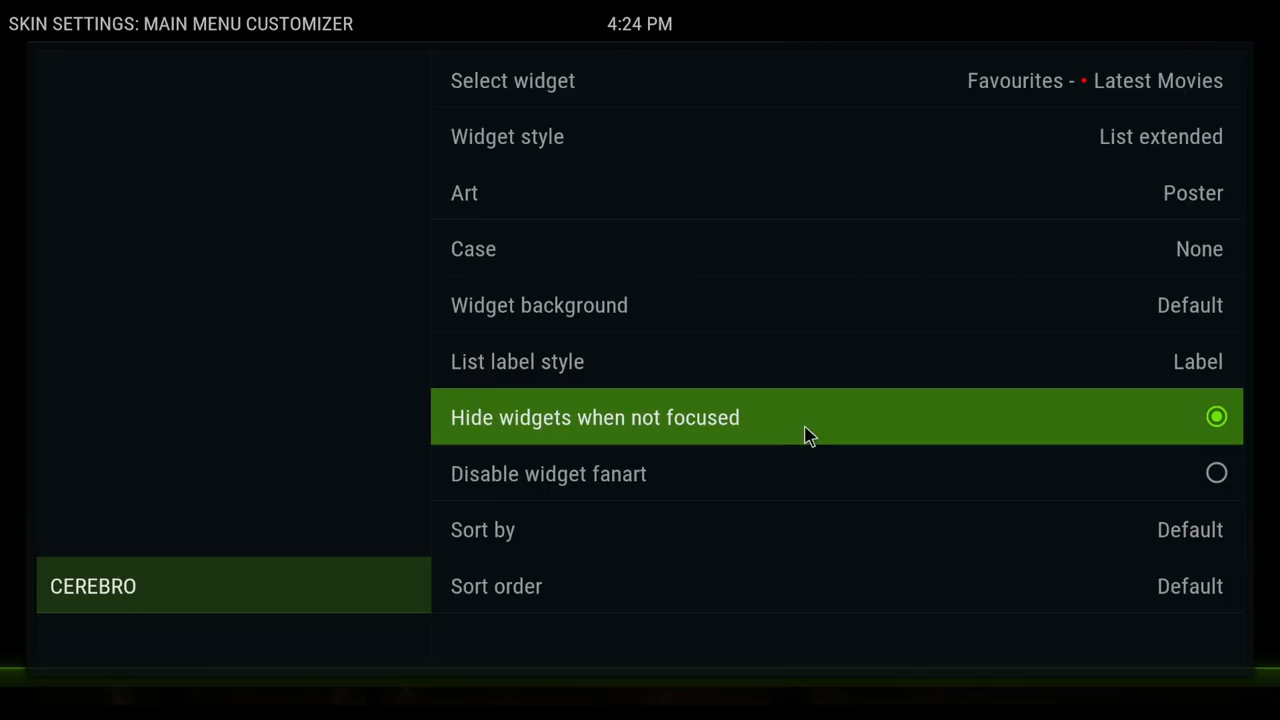 SKIN SETTINGS: MAIN MENU CUSTOMIZER 4:24 PM
Select widget Favourites - • Latest Movies
Widget style List extended
Art Poster
Case None
Widget background Default
List label style Label
Hide widgets when not focused
Disable widget fanart
Sort by Default
CEREBRO Sort order Default